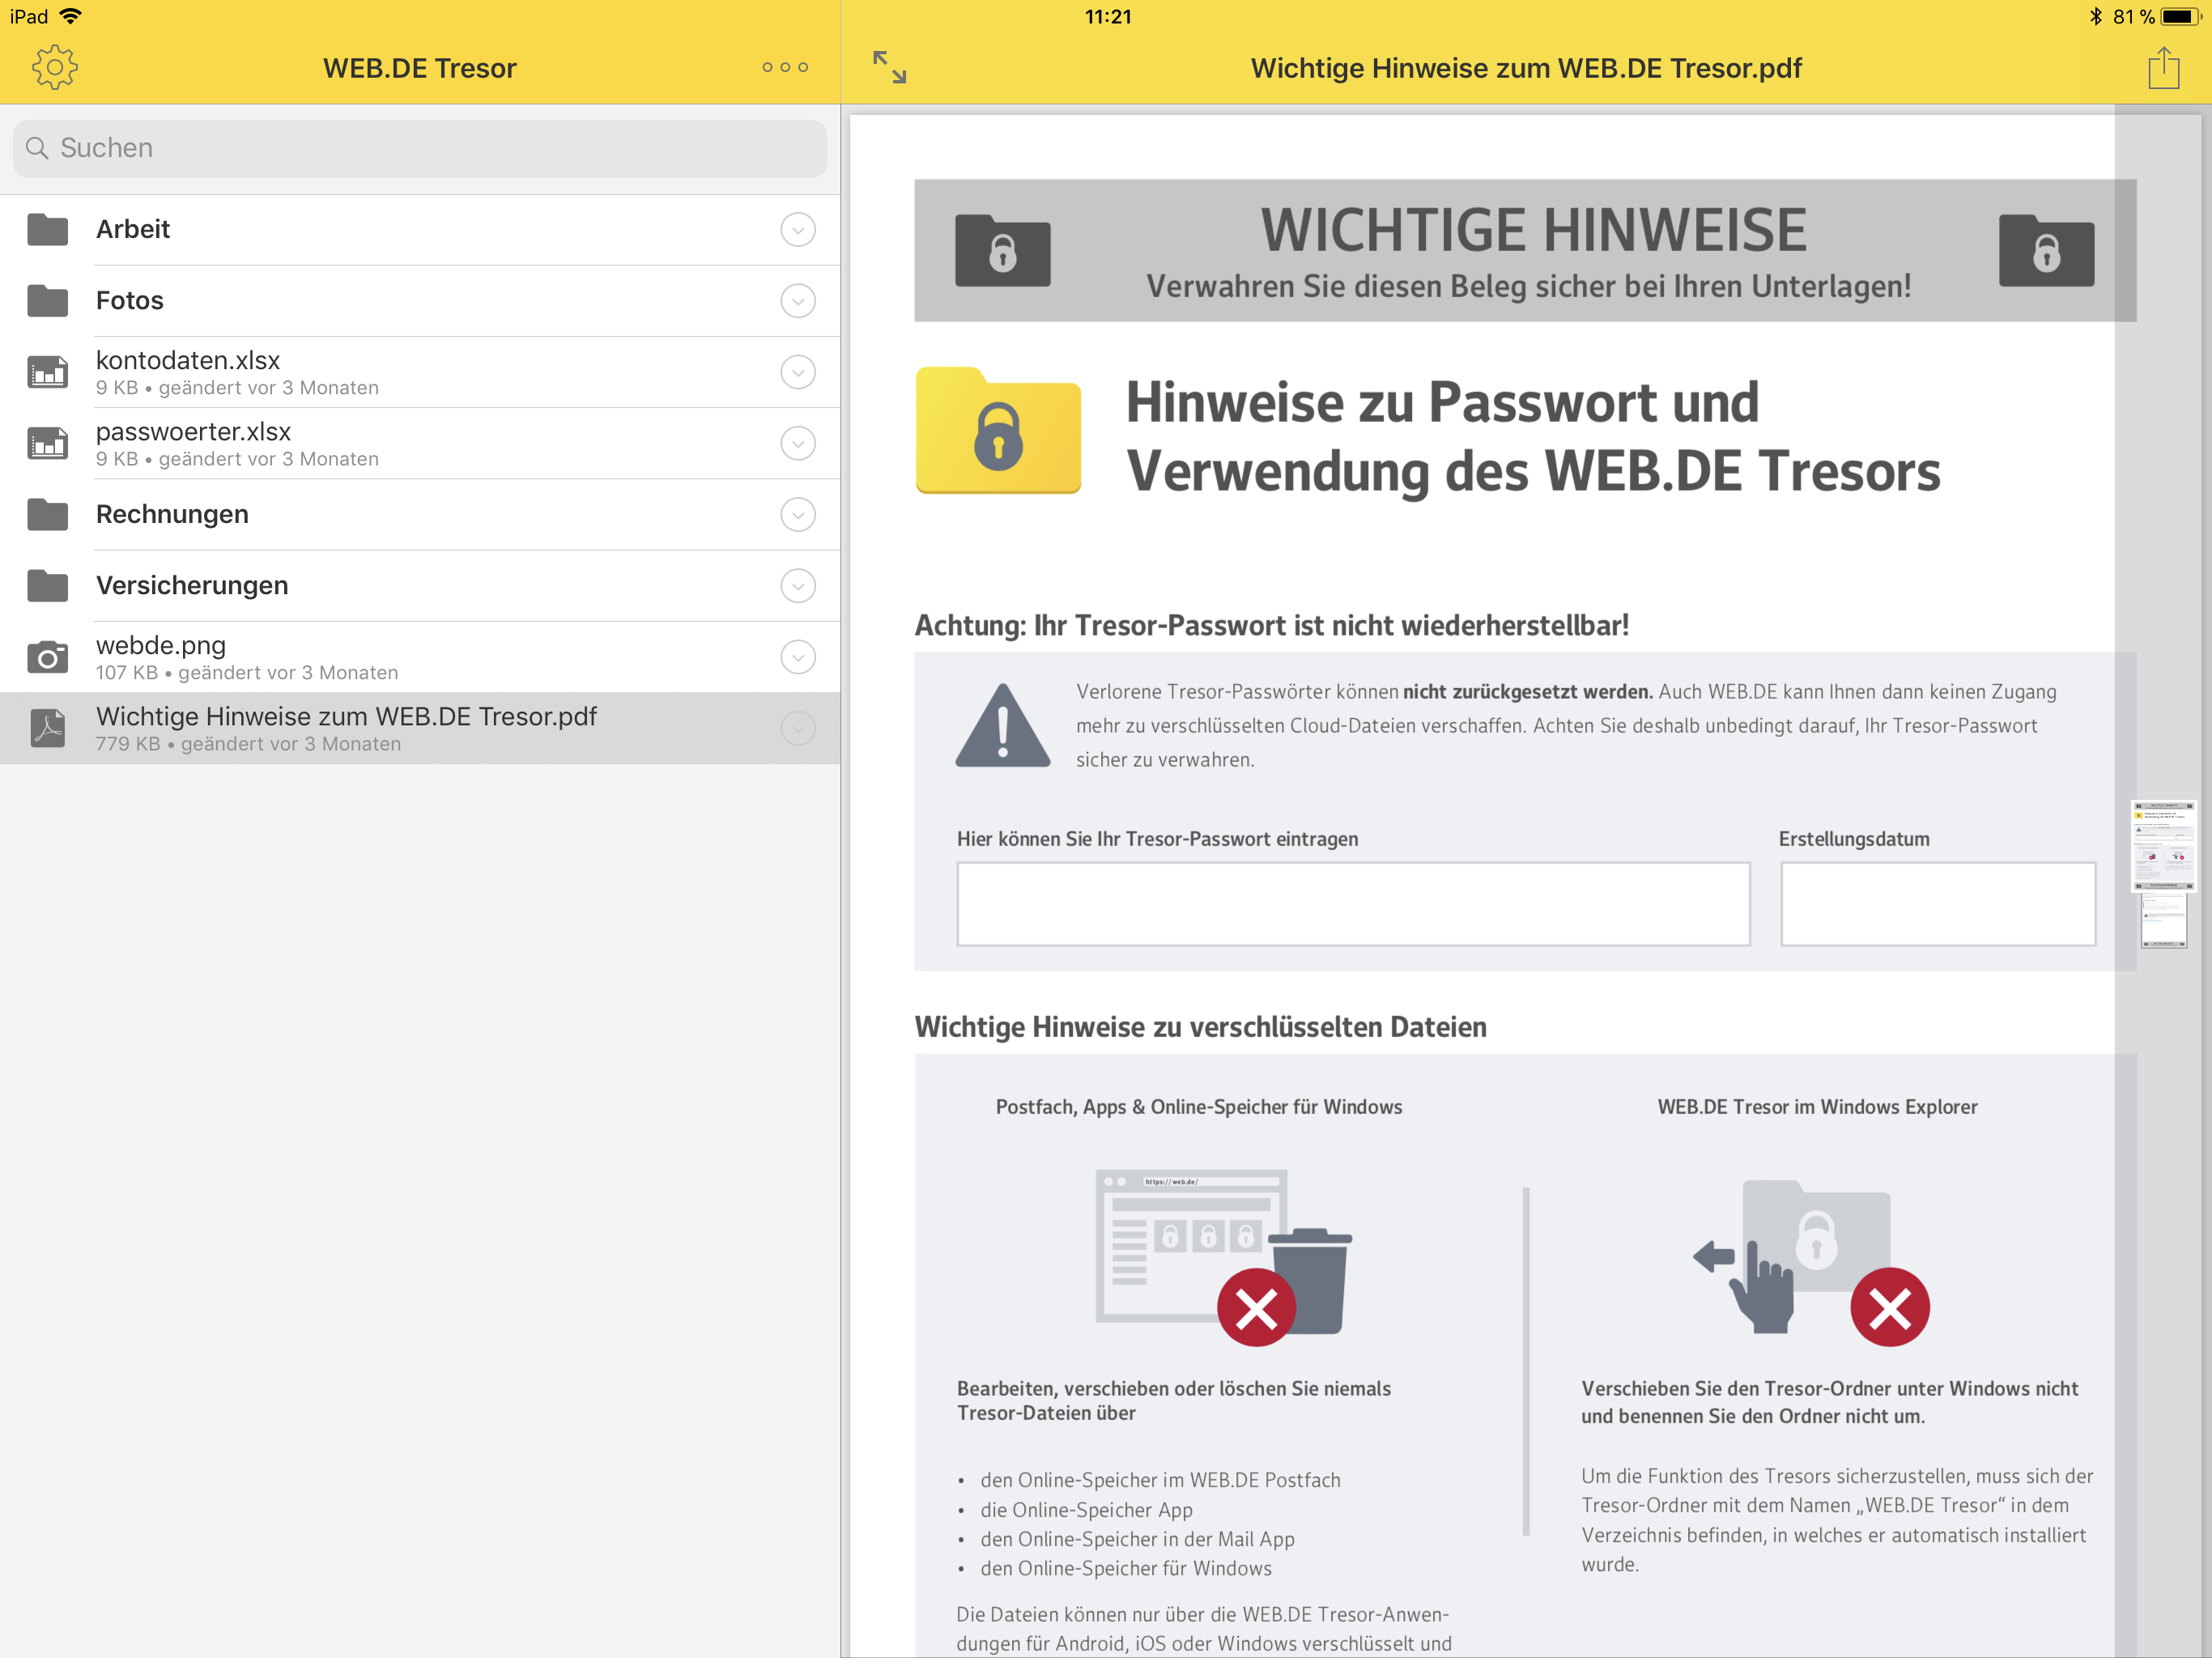 iPad
11:21
81 %
WEB.DE Tresor
Wichtige Hinweise zum WEB.DE Tresor.pdf
Suchen
Arbeit
Fotos
kontodaten.xlsx
9 KB • geändert vor 3 Monaten
passwoerter.xlsx
9 KB • geändert vor 3 Monaten
Rechnungen
Versicherungen
webde.png
107 KB • geändert vor 3 Monaten
Wichtige Hinweise zum WEB.DE Tresor.pdf
779 KB • geändert vor 3 Monaten
WICHTIGE HINWEISE
Verwahren Sie diesen Beleg sicher bei Ihren Unterlagen!
Hinweise zu Passwort und
Verwendung des WEB.DE Tresors
Achtung: Ihr Tresor-Passwort ist nicht wiederherstellbar!
Verlorene Tresor-Passwörter können nicht zurückgesetzt werden. Auch WEB.DE kann Ihnen dann keinen Zugang
mehr zu verschlüsselten Cloud-Dateien verschaffen. Achten Sie deshalb unbedingt darauf, Ihr Tresor-Passwort
sicher zu verwahren.
Hier können Sie Ihr Tresor-Passwort eintragen
Erstellungsdatum
Wichtige Hinweise zu verschlüsselten Dateien
Postfach, Apps & Online-Speicher für Windows
https://web.de/
Bearbeiten, verschieben oder löschen Sie niemals
Tresor-Dateien über
• den Online-Speicher im WEB.DE Postfach
• die Online-Speicher App
• den Online-Speicher in der Mail App
• den Online-Speicher für Windows
Die Dateien können nur über die WEB.DE Tresor-Anwen-
dungen für Android, iOS oder Windows verschlüsselt und
WEB.DE Tresor im Windows Explorer
Verschieben Sie den Tresor-Ordner unter Windows nicht
und benennen Sie den Ordner nicht um.
Um die Funktion des Tresors sicherzustellen, muss sich der
Tresor-Ordner mit dem Namen „WEB.DE Tresor“ in dem
Verzeichnis befinden, in welches er automatisch installiert
wurde.